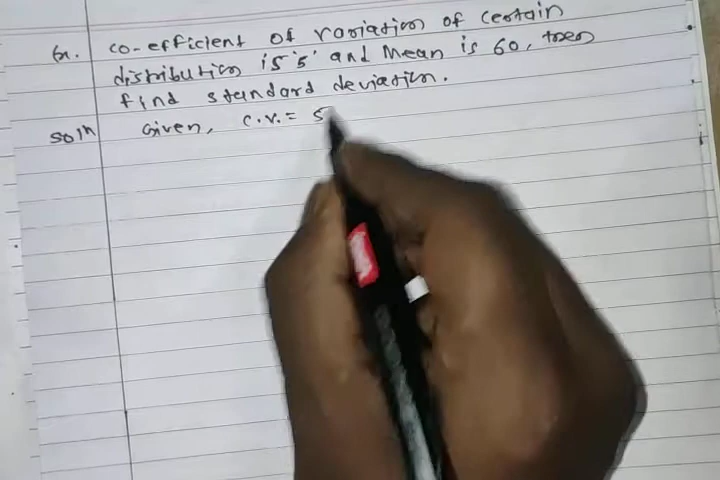 Ex. co-efficient of variation of certain
distribution is '5' and Mean is 60, then
find standard deviation.
Soln Given, C.V. = 5